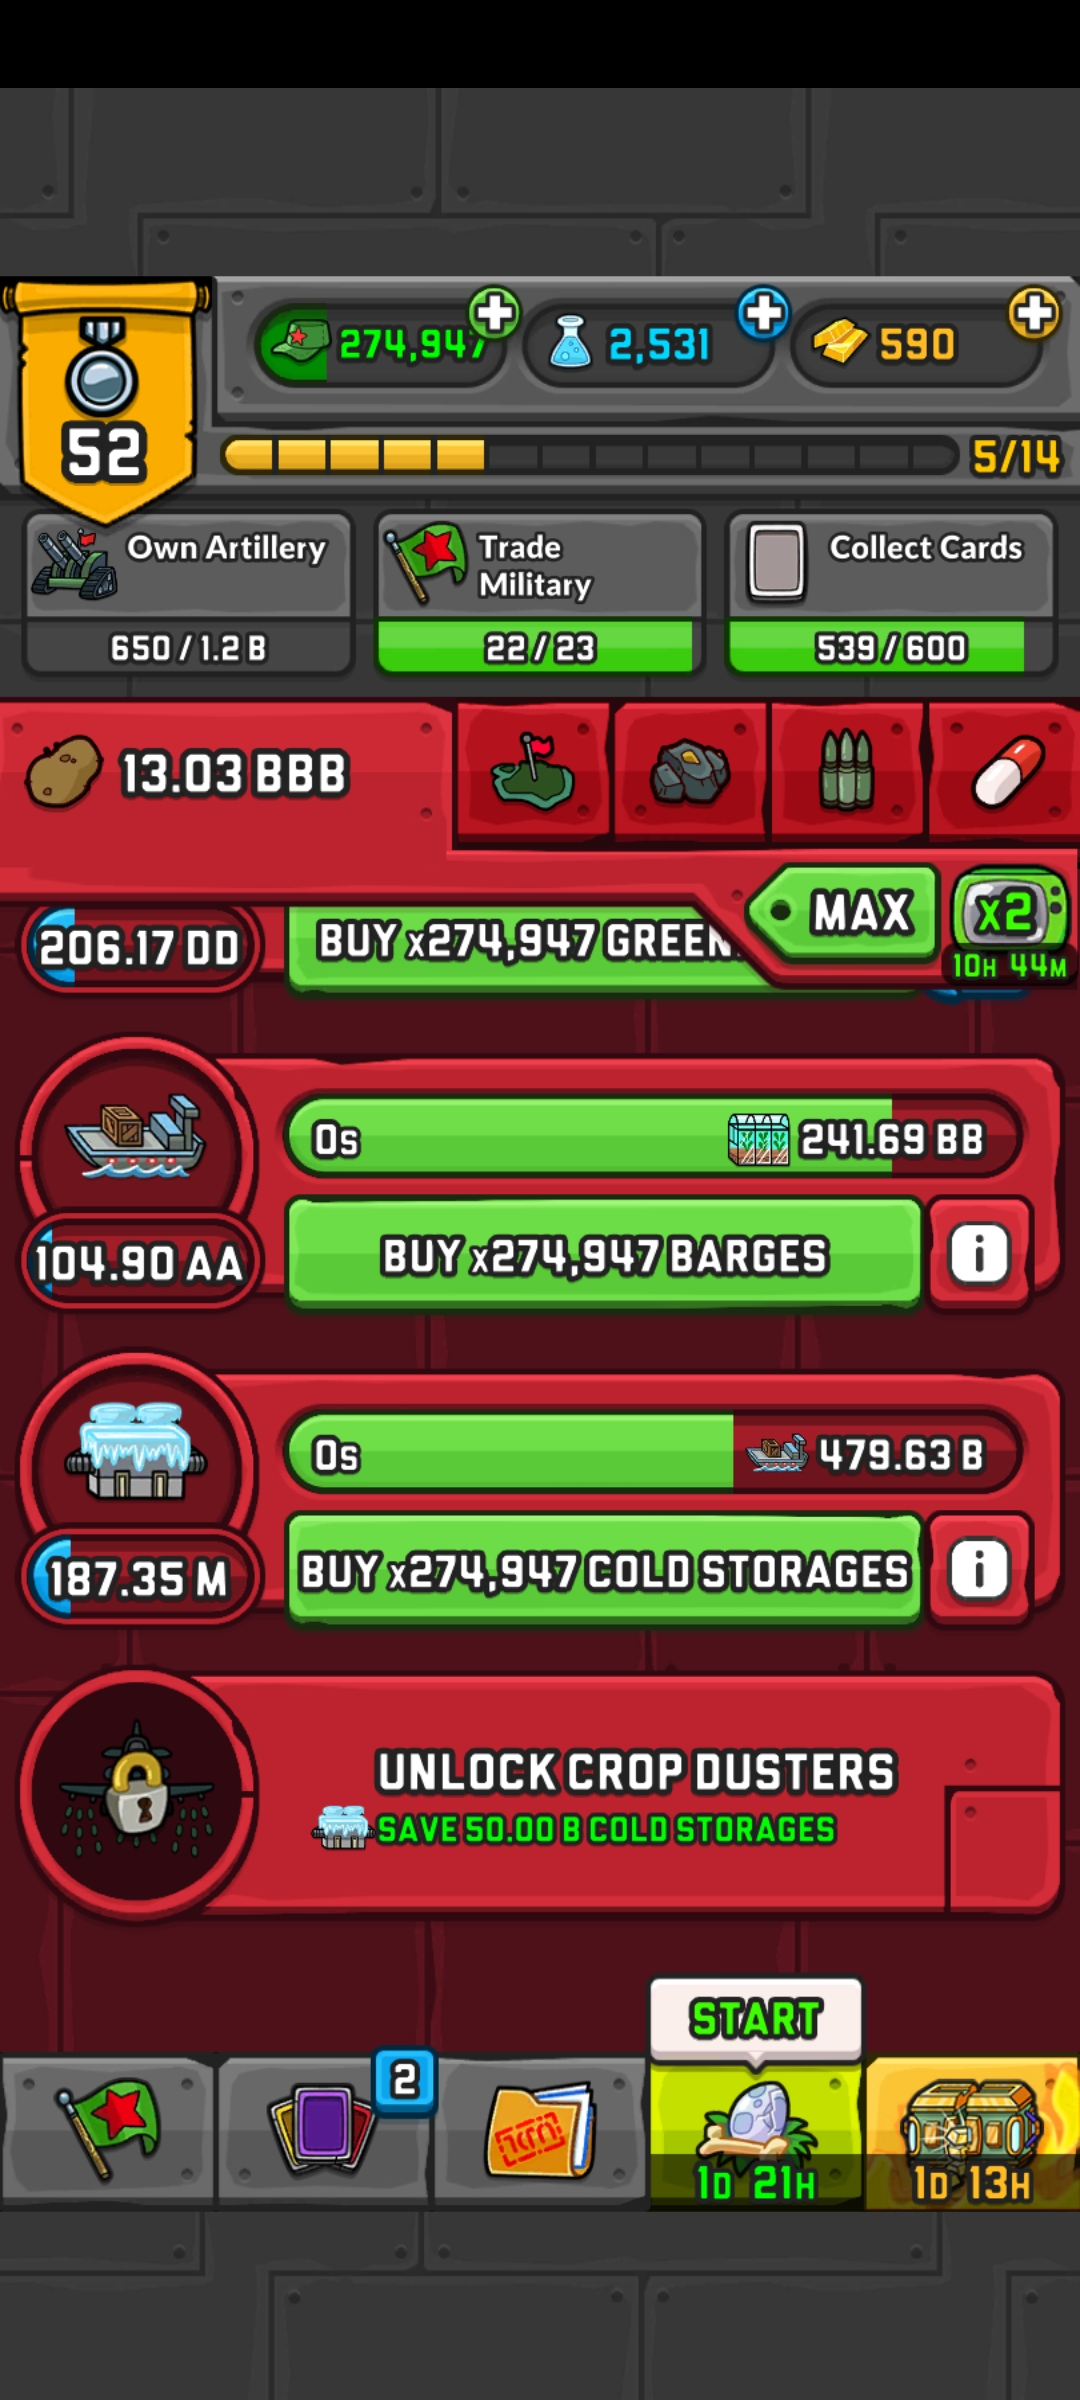 274,947
2,531
590
52
5/14
Own Artillery
650 / 1.2 B
Trade
Military
22 / 23
Collect Cards
539 / 600
13.03 BBB
MAX
x2
10H 44M
206.17 DD
BUY x274,947 GREEN
0s
241.69 BB
104.90 AA
BUY x274,947 BARGES
i
0s
479.63 B
187.35 M
BUY x274,947 COLD STORAGES
i
UNLOCK CROP DUSTERS
SAVE 50.00 B COLD STORAGES
START
2
1D 21H
1D 13H